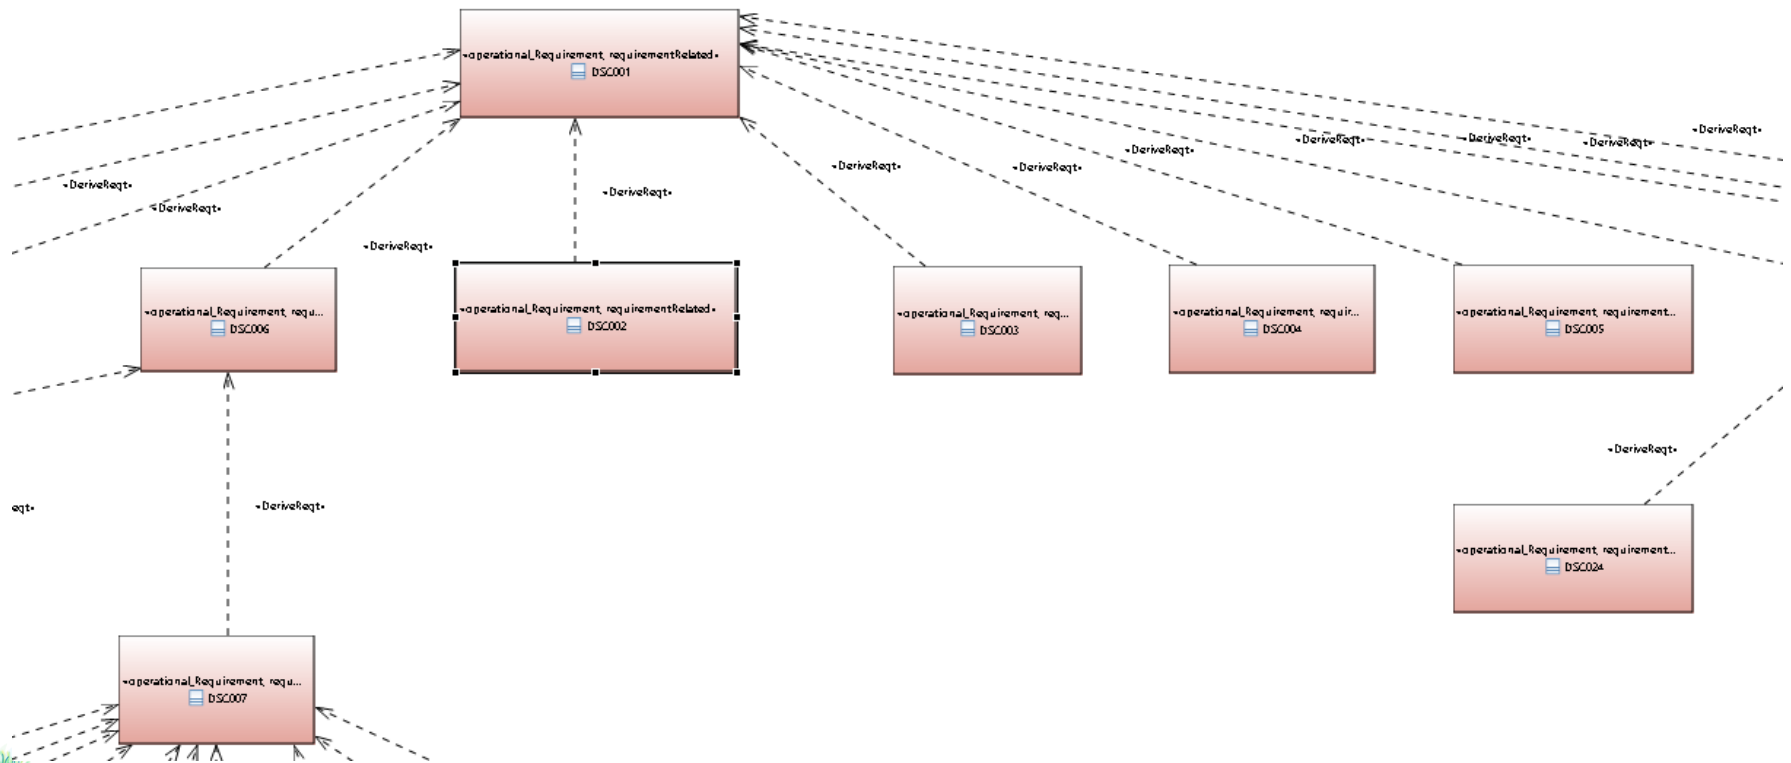 «operational_Requirement, requirementRelated»
DSC001
«DeriveReqt»
«DeriveReqt»
«DeriveReqt»
«DeriveReqt»
«DeriveReqt»
«DeriveReqt»
«DeriveReqt»
«DeriveReqt»
«DeriveReqt»
«DeriveReqt»
«DeriveReqt»
«operational_Requirement, requ...
DSC006
«operational_Requirement, requirementRelated»
DSC002
«operational_Requirement, req...
DSC003
«operational_Requirement, requir...
DSC004
«operational_Requirement, requirement...
DSC005
«DeriveReqt»
eqt»
«DeriveReqt»
«operational_Requirement, requirement...
DSC024
«operational_Requirement, requ...
DSC007